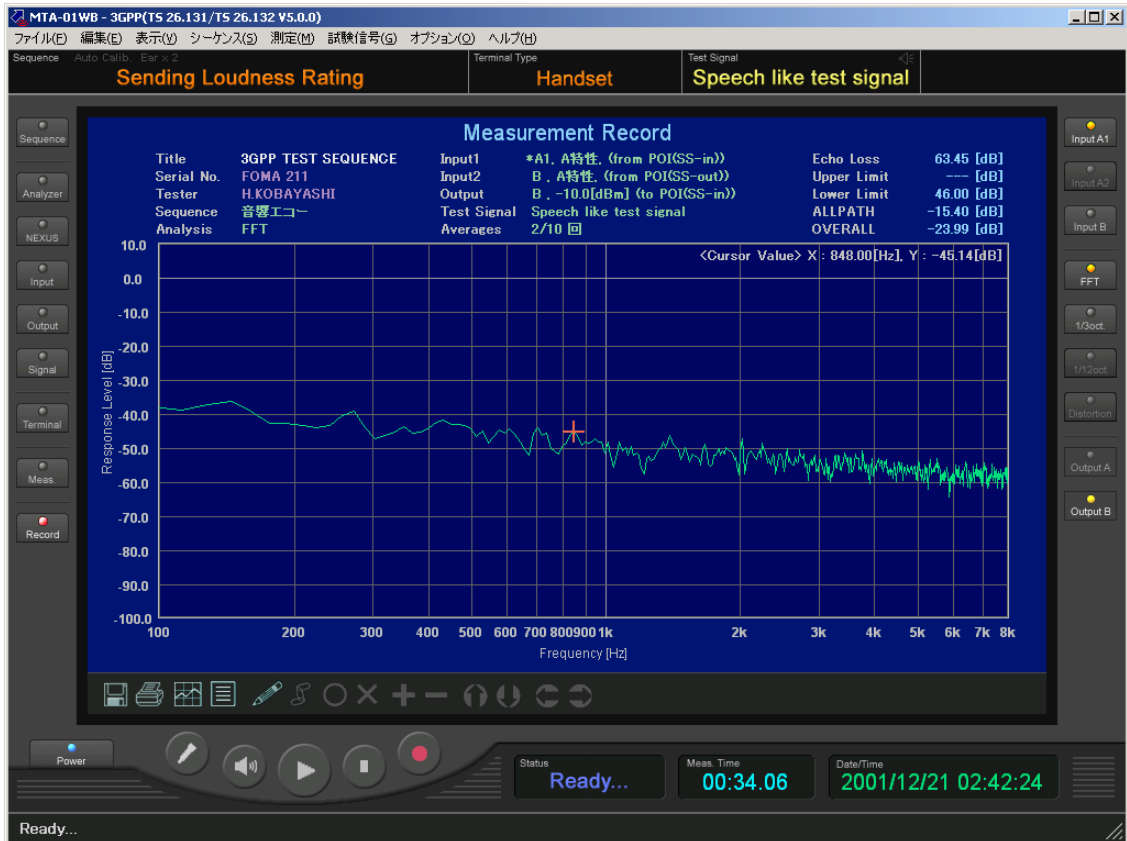 MTA-01WB - 3GPP(TS 26.131/TS 26.132 V5.0.0)
ファイル(F) 編集(E) 表示(V) シーケンス(S) 測定(M) 試験信号(G) オプション(O) ヘルプ(H)
Sequence Auto Calib. Ear x 2
Sending Loudness Rating
Terminal Type
Handset
Test Signal
Speech like test signal
Sequence
Analyzer
NEXUS
Input
Output
Signal
Terminal
Meas.
Record
Measurement Record
Title 3GPP TEST SEQUENCE Input1 *A1, A特性, (from POI(SS-in)) Echo Loss 63.45 [dB]
Serial No. FOMA 211 Input2 B , A特性, (from POI(SS-out)) Upper Limit --- [dB]
Tester H.KOBAYASHI Output B , -10.0[dBm] (to POI(SS-in)) Lower Limit 46.00 [dB]
Sequence 音響エコー Test Signal Speech like test signal ALLPATH -15.40 [dB]
Analysis FFT Averages 2/10 回 OVERALL -23.99 [dB]
<Cursor Value> X : 848.00[Hz], Y : -45.14[dB]
10.0
0.0
-10.0
-20.0
-30.0
-40.0
-50.0
-60.0
-70.0
-80.0
-90.0
-100.0
Response Level [dB]
100 200 300 400 500 600 700 800 900 1k 2k 3k 4k 5k 6k 7k 8k
Frequency [Hz]
Input A1
Input A2
Input B
FFT
1/3oct.
1/12oct.
Distortion
Output A
Output B
Power
Status
Ready...
Meas. Time
00:34.06
Date/Time
2001/12/21 02:42:24
Ready...